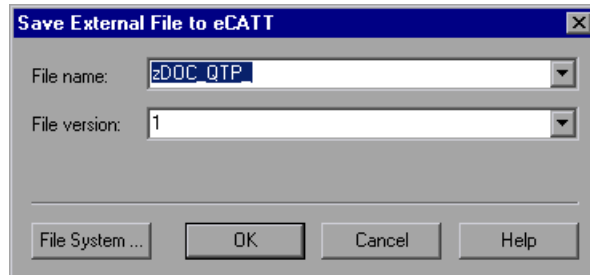 Save External File to eCATT
File name: zDOC_QTP_
File version: 1
File System ... OK Cancel Help